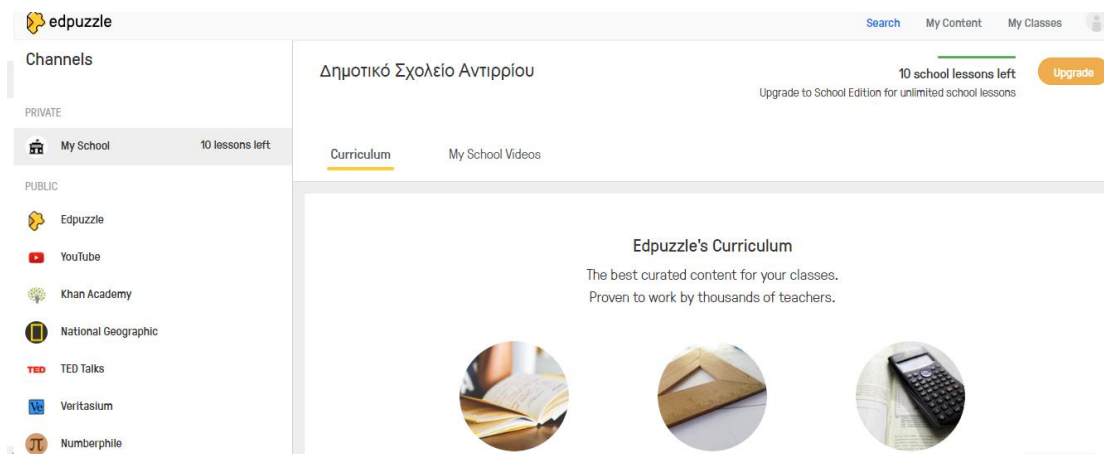 edpuzzle
Search My Content My Classes
Channels
PRIVATE
My School 10 lessons left
PUBLIC
Edpuzzle
YouTube
Khan Academy
National Geographic
TED TED Talks
Ve Veritasium
π Numberphile
Δημοτικό Σχολείο Αντιρρίου
10 school lessons left
Upgrade to School Edition for unlimited school lessons
Upgrade
Curriculum My School Videos
Edpuzzle's Curriculum
The best curated content for your classes.
Proven to work by thousands of teachers.